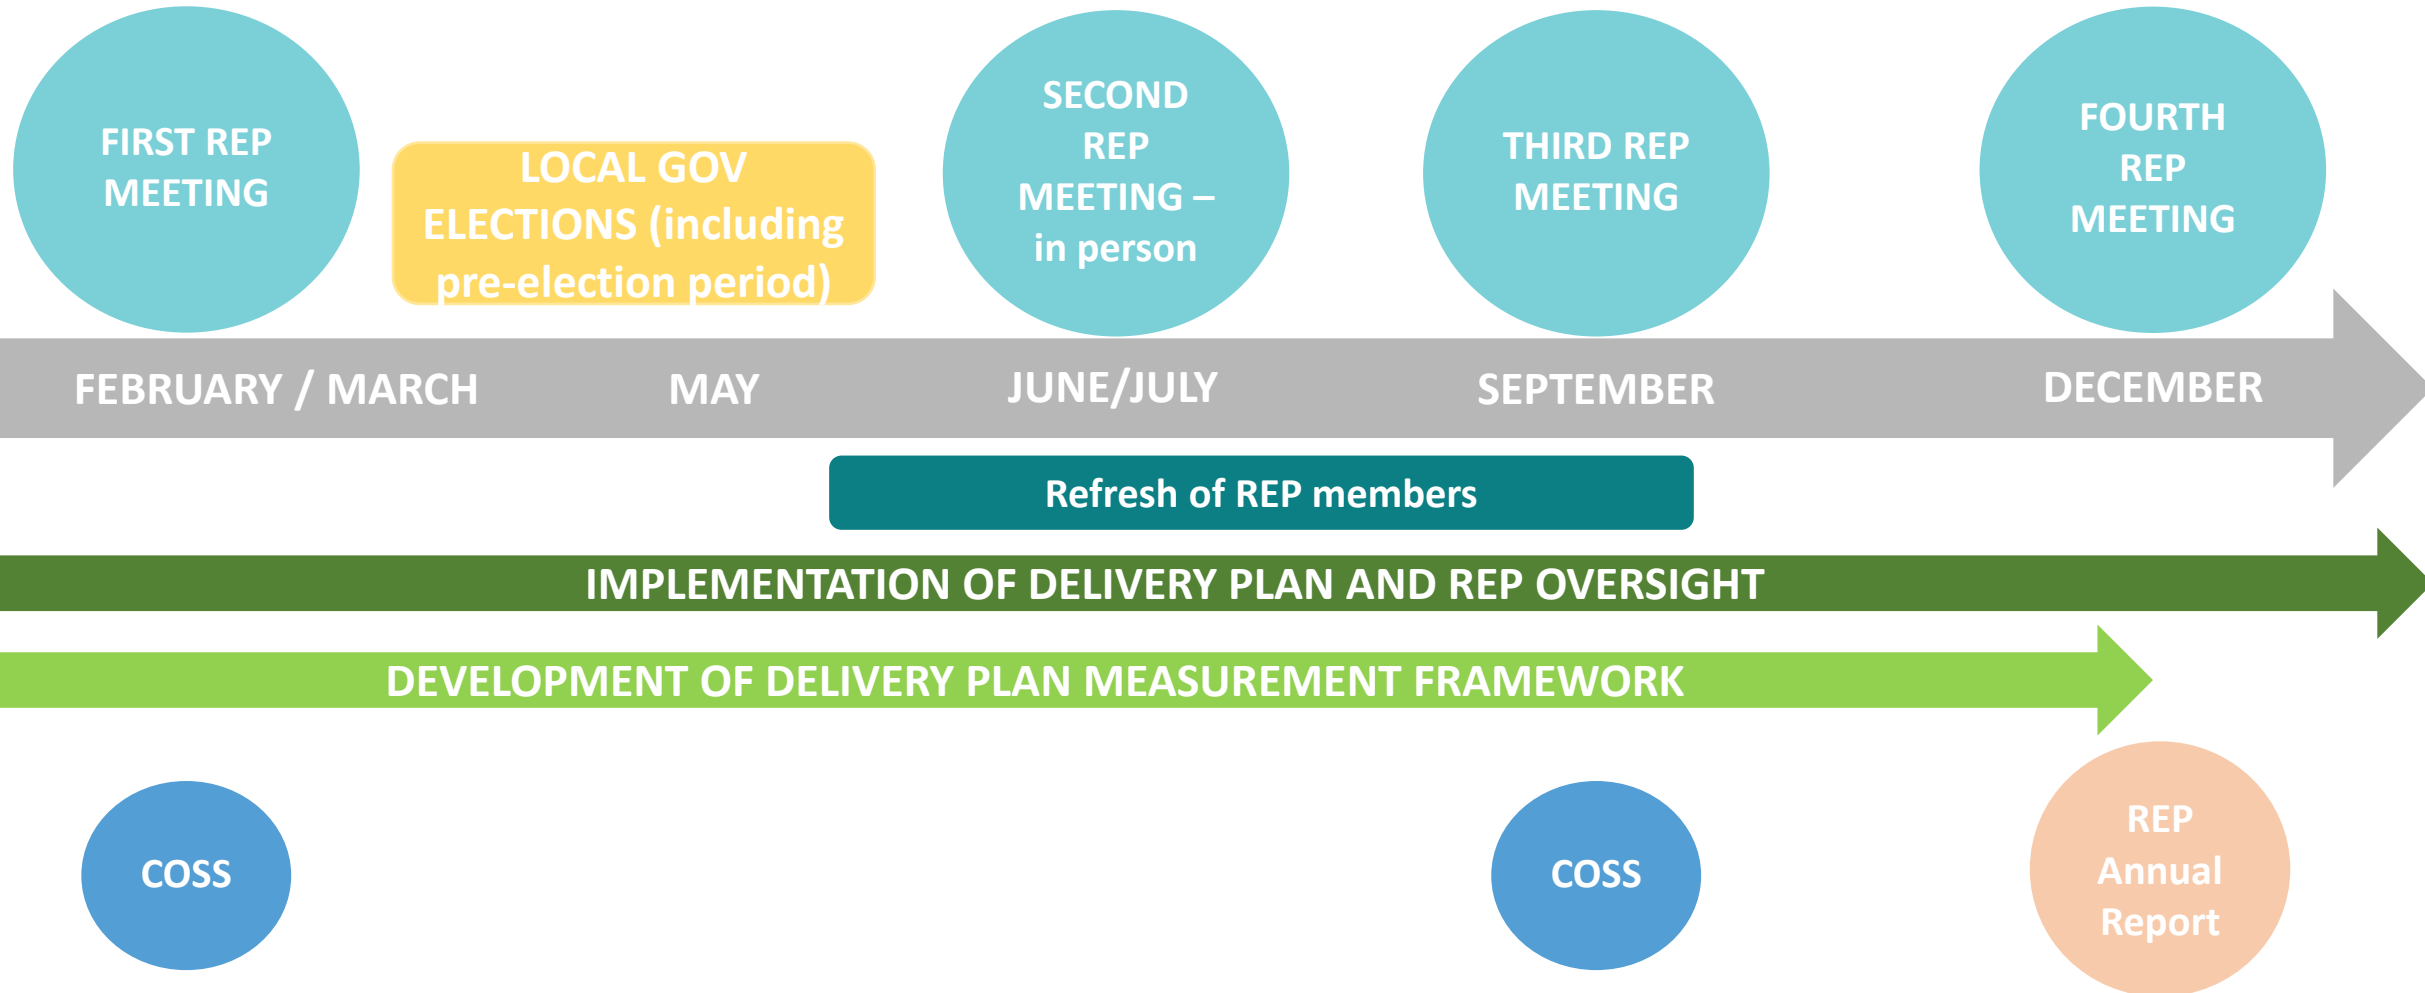 FIRST REP
MEETING
LOCAL GOV
ELECTIONS (including
pre-election period)
SECOND
REP
MEETING –
in person
THIRD REP
MEETING
FOURTH
REP
MEETING
FEBRUARY / MARCH
MAY
JUNE/JULY
SEPTEMBER
DECEMBER
Refresh of REP members
IMPLEMENTATION OF DELIVERY PLAN AND REP OVERSIGHT
DEVELOPMENT OF DELIVERY PLAN MEASUREMENT FRAMEWORK
COSS
COSS
REP
Annual
Report